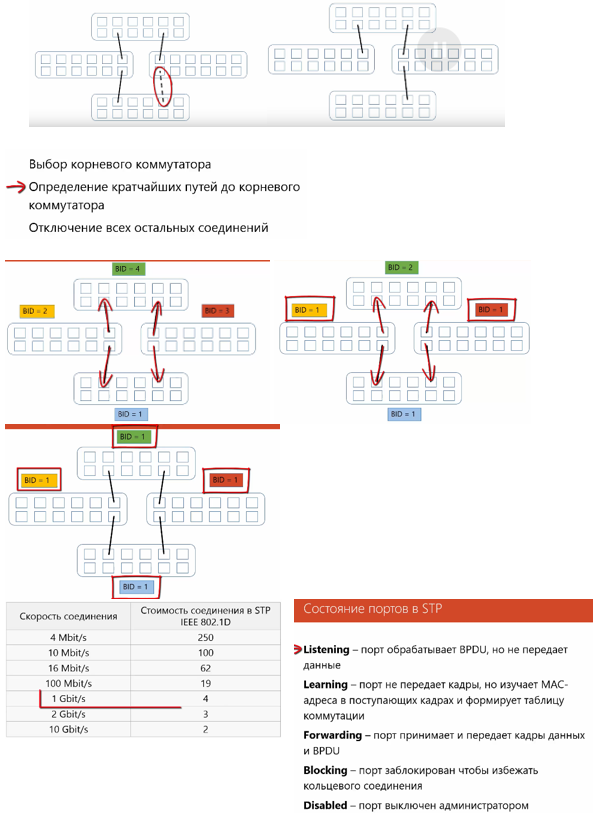 Выбор корневого коммутатора
Определение кратчайших путей до корневого
коммутатора
Отключение всех остальных соединений
BID = 4
BID = 2
BID = 3
BID = 1
BID = 2
BID = 1
BID = 1
BID = 1
BID = 1
BID = 1
BID = 1
BID = 1
Скорость соединения
Стоимость соединения в STP
IEEE 802.1D
4 Mbit/s 250
10 Mbit/s 100
16 Mbit/s 62
100 Mbit/s 19
1 Gbit/s 4
2 Gbit/s 3
10 Gbit/s 2
Состояние портов в STP
Listening – порт обрабатывает BPDU, но не передает
данные
Learning – порт не передает кадры, но изучает MAC-
адреса в поступающих кадрах и формирует таблицу
коммутации
Forwarding – порт принимает и передает кадры данных
и BPDU
Blocking – порт заблокирован чтобы избежать
кольцевого соединения
Disabled – порт выключен администратором